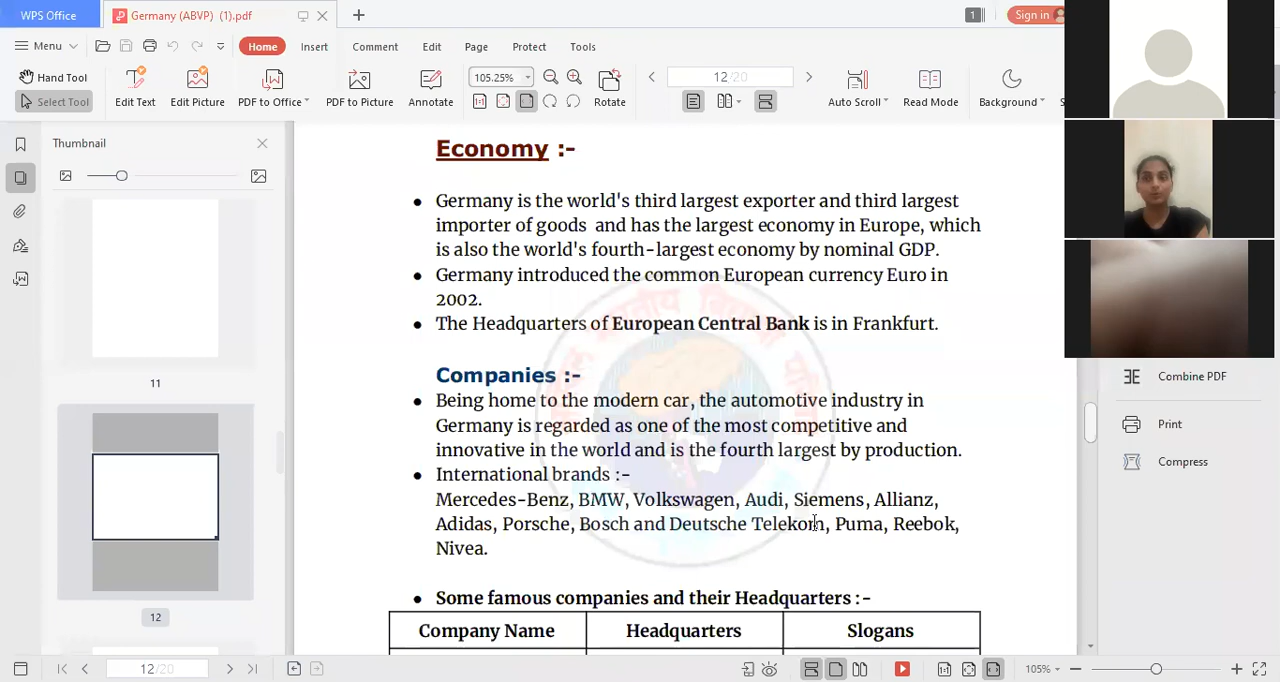 WPS Office
Germany (ABVP) (1).pdf
1
Sign in
Menu
Home
Insert
Comment
Edit
Page
Protect
Tools
Hand Tool
Select Tool
Edit Text
Edit Picture
PDF to Office
PDF to Picture
Annotate
105.25%
Rotate
12/20
Auto Scroll
Read Mode
Background
Thumbnail
11
12
Economy :-
Germany is the world's third largest exporter and third largest
importer of goods and has the largest economy in Europe, which
is also the world's fourth-largest economy by nominal GDP.
Germany introduced the common European currency Euro in
2002.
The Headquarters of European Central Bank is in Frankfurt.
Companies :-
Being home to the modern car, the automotive industry in
Germany is regarded as one of the most competitive and
innovative in the world and is the fourth largest by production.
International brands :-
Mercedes-Benz, BMW, Volkswagen, Audi, Siemens, Allianz,
Adidas, Porsche, Bosch and Deutsche Telekom, Puma, Reebok,
Nivea.
Some famous companies and their Headquarters :-
Company Name Headquarters Slogans
Combine PDF
Print
Compress
12/20
105%